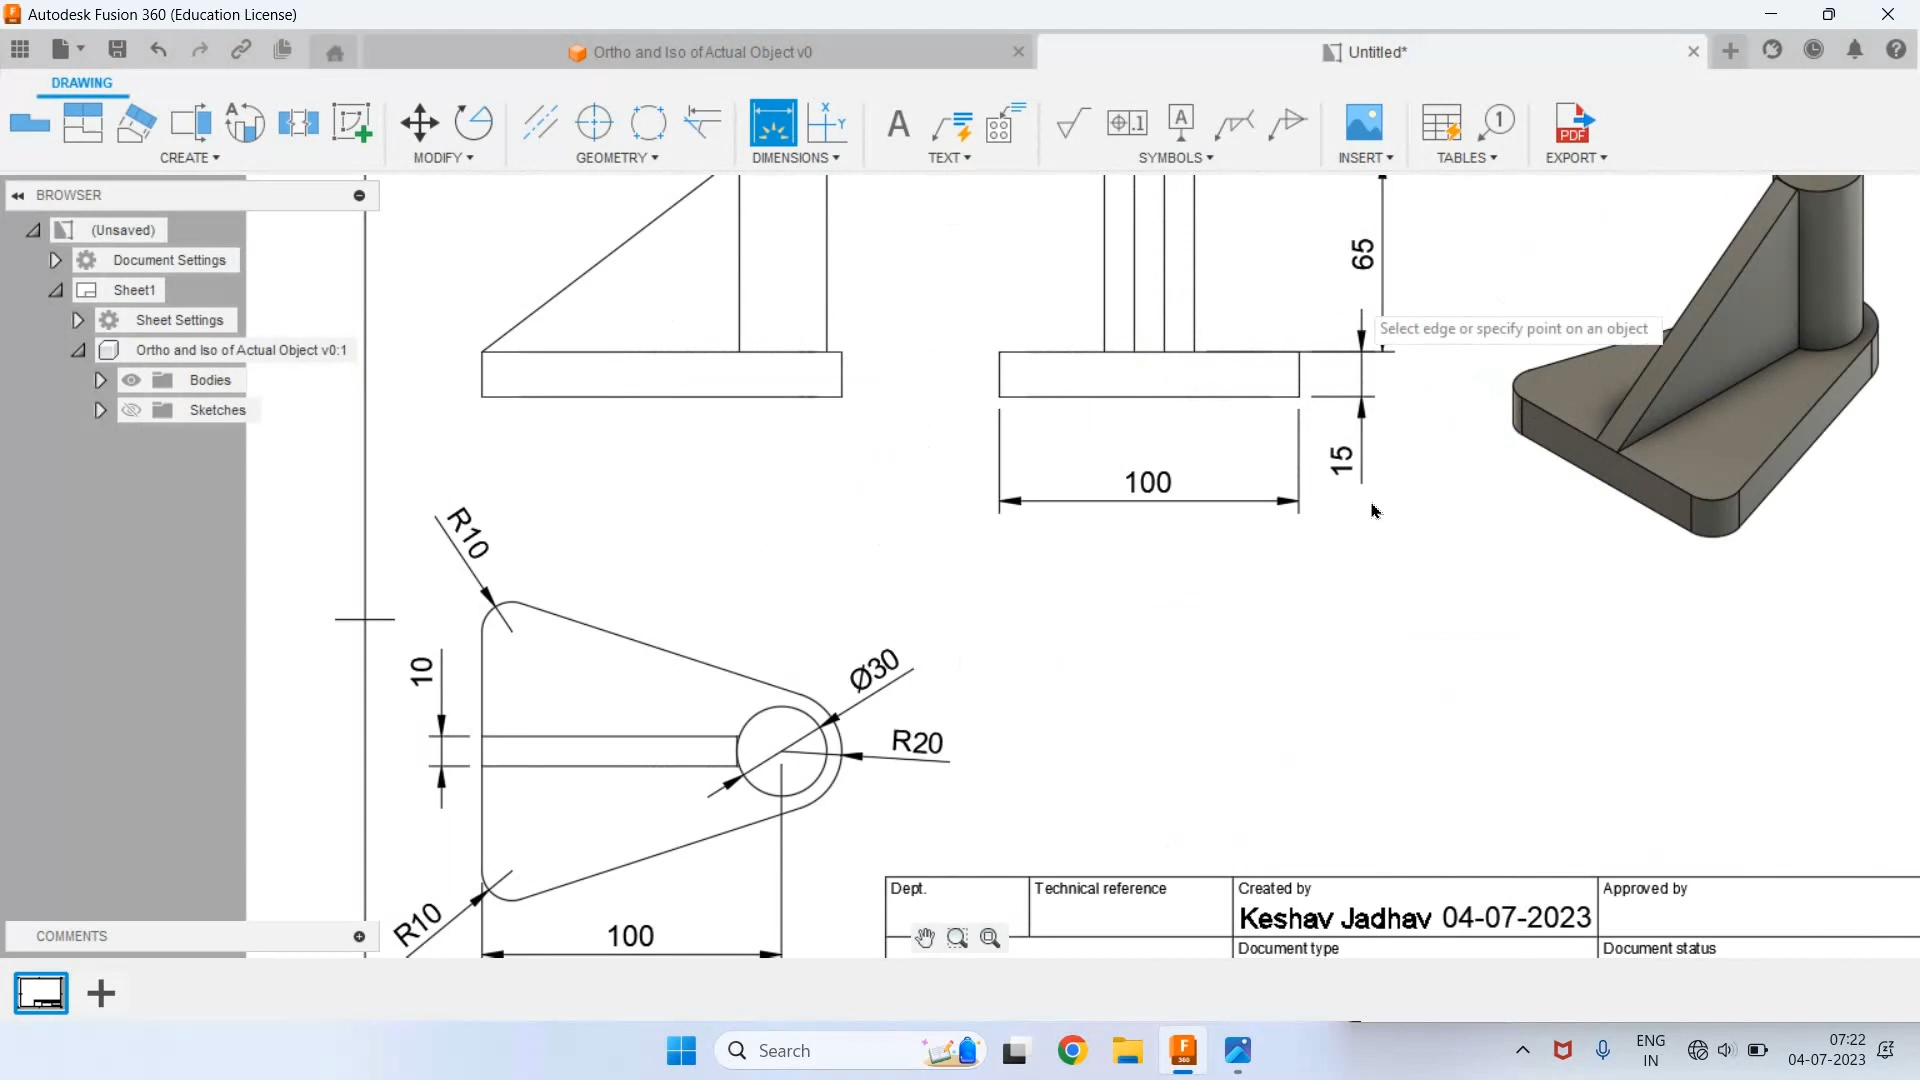 Autodesk Fusion 360 (Education License)
Ortho and Iso of Actual Object v0
Untitled*
DRAWING
CREATE
MODIFY
GEOMETRY
DIMENSIONS
TEXT
SYMBOLS
INSERT
TABLES
EXPORT
BROWSER
(Unsaved)
Document Settings
Sheet1
Sheet Settings
Ortho and Iso of Actual Object v0:1
Bodies
Sketches
65
Select edge or specify point on an object
15
100
R10
10
Ø30
R20
R10
100
Dept.
Technical reference
Created by
Approved by
Keshav Jadhav 04-07-2023
Document type
Document status
COMMENTS
Search
ENG
IN
07:22
04-07-2023